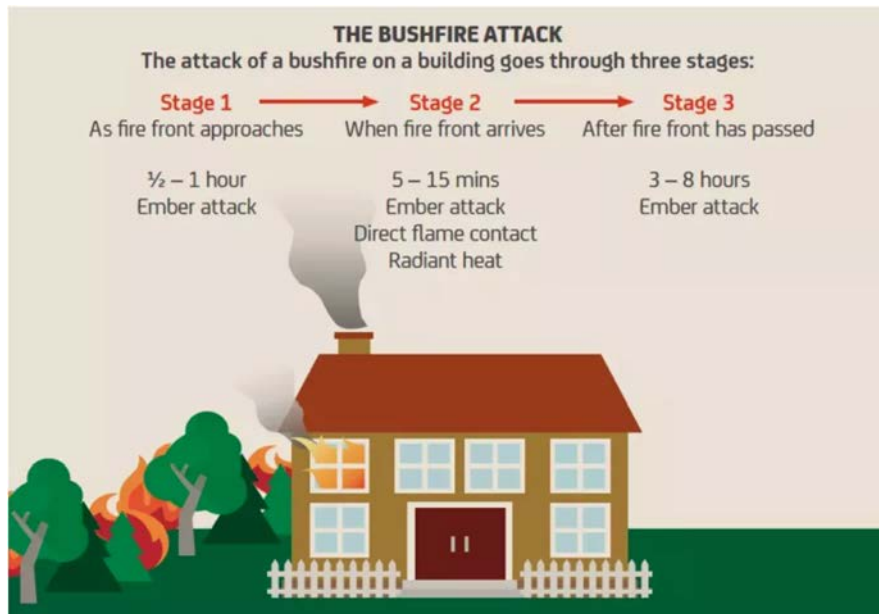 THE BUSHFIRE ATTACK
The attack of a bushfire on a building goes through three stages:
Stage 1
As fire front approaches
½ – 1 hour
Ember attack
Stage 2
When fire front arrives
5 – 15 mins
Ember attack
Direct flame contact
Radiant heat
Stage 3
After fire front has passed
3 – 8 hours
Ember attack